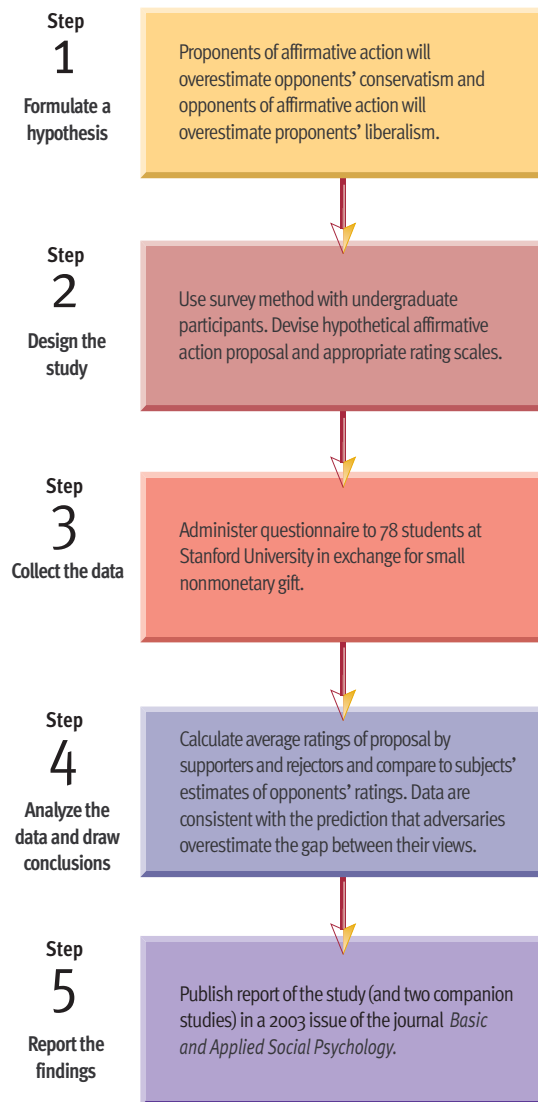 Step
1
Formulate a
hypothesis
Proponents of affirmative action will
overestimate opponents’ conservatism and
opponents of affirmative action will
overestimate proponents’ liberalism.
Step
2
Design the
study
Use survey method with undergraduate
participants. Devise hypothetical affirmative
action proposal and appropriate rating scales.
Step
3
Collect the data
Administer questionnaire to 78 students at
Stanford University in exchange for small
nonmonetary gift.
Step
4
Analyze the
data and draw
conclusions
Calculate average ratings of proposal by
supporters and rejectors and compare to subjects’
estimates of opponents’ ratings. Data are
consistent with the prediction that adversaries
overestimate the gap between their views.
Step
5
Report the
findings
Publish report of the study (and two companion
studies) in a 2003 issue of the journal Basic
and Applied Social Psychology.